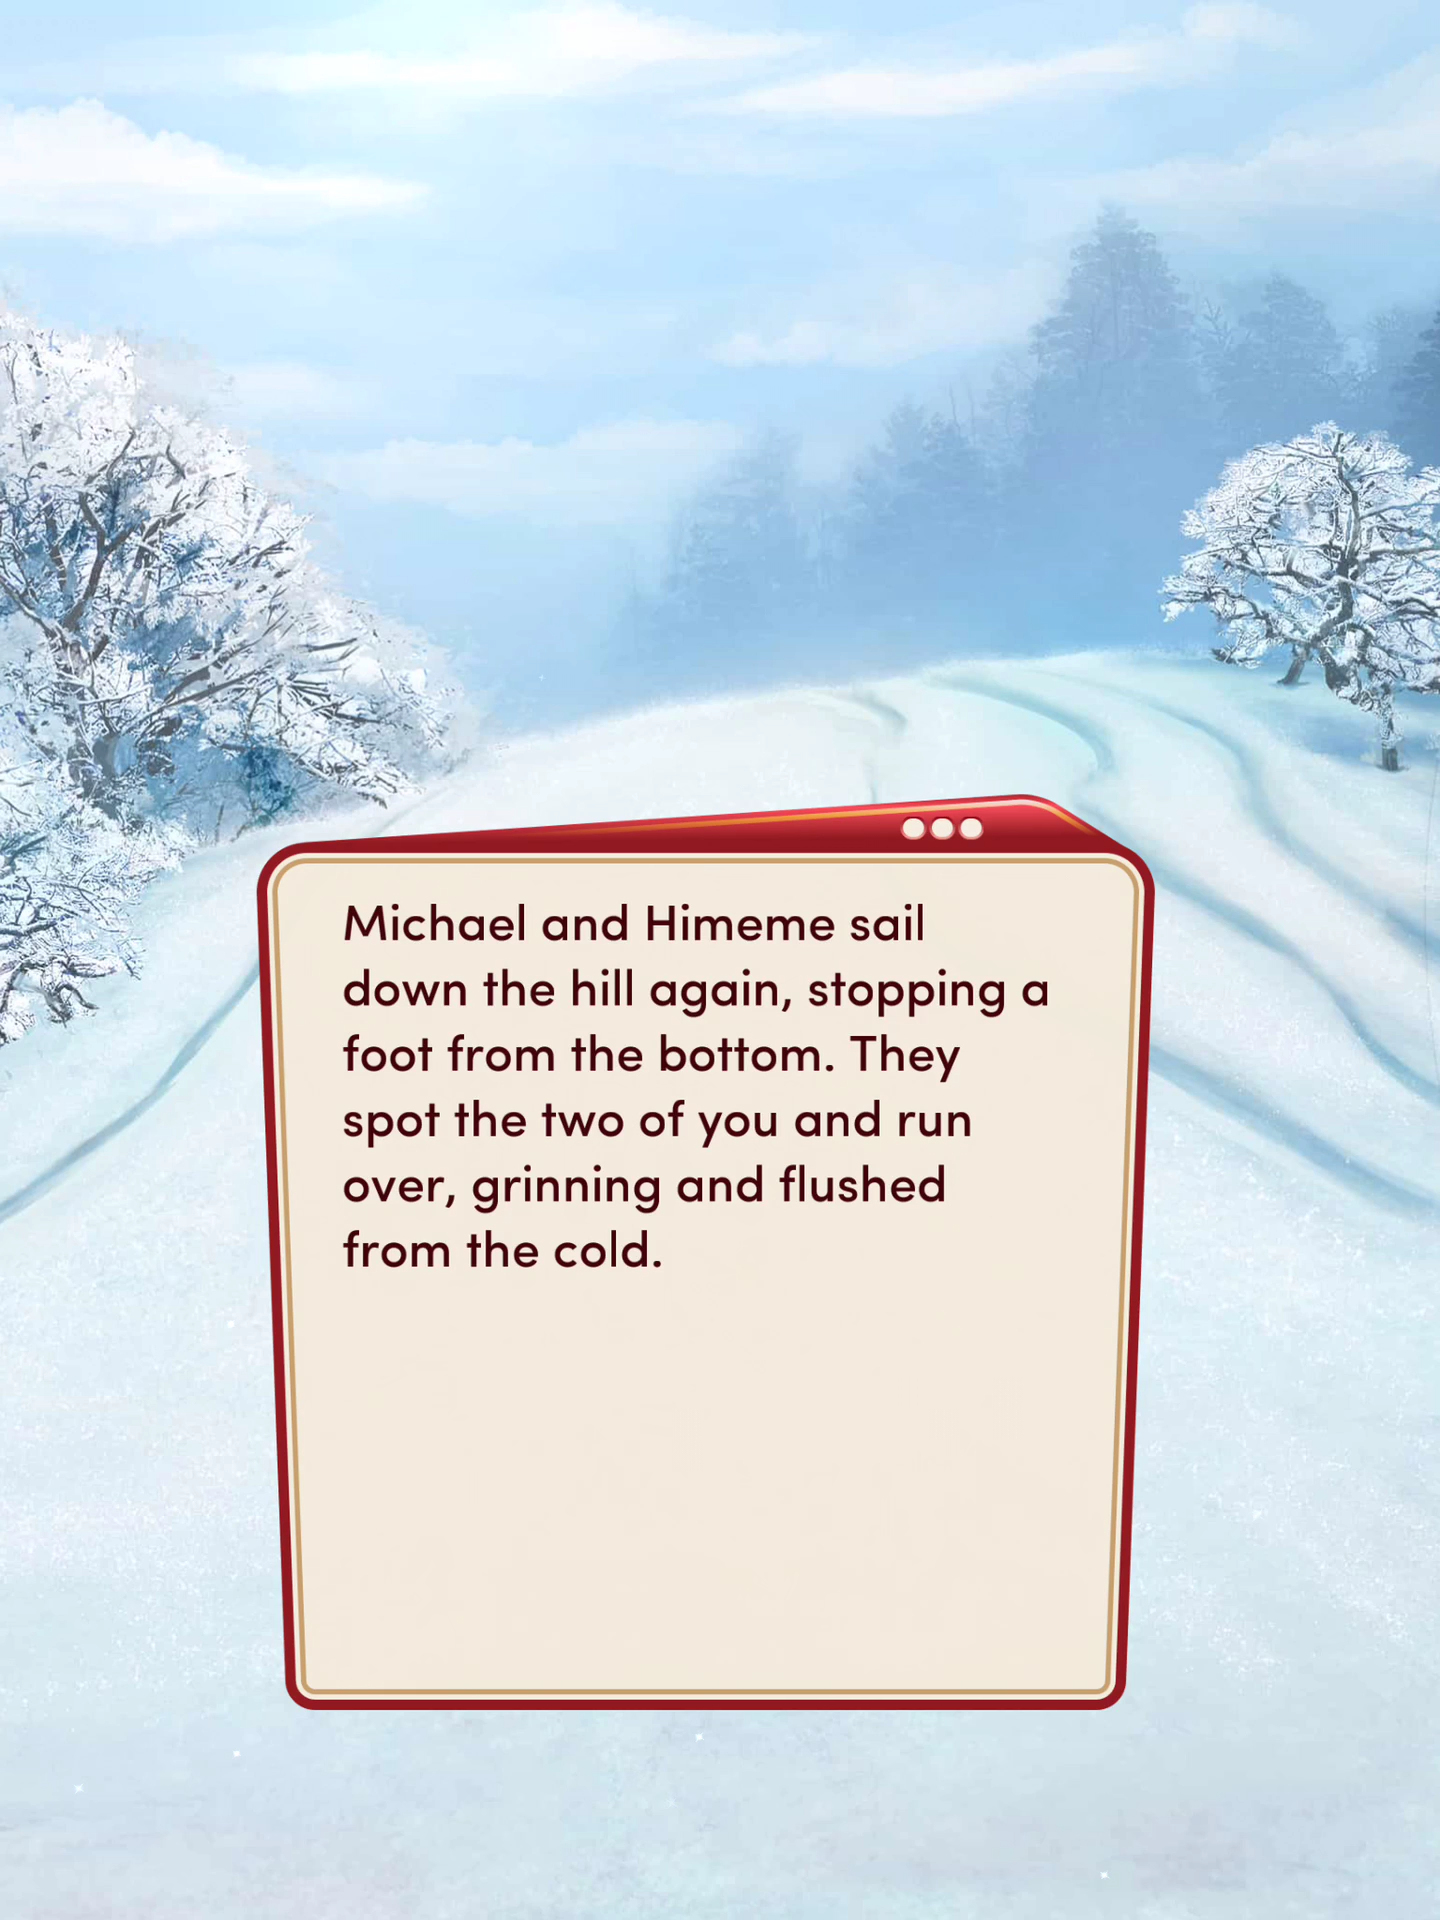 Michael and Himeme sail
down the hill again, stopping a
foot from the bottom. They
spot the two of you and run
over, grinning and flushed
from the cold.